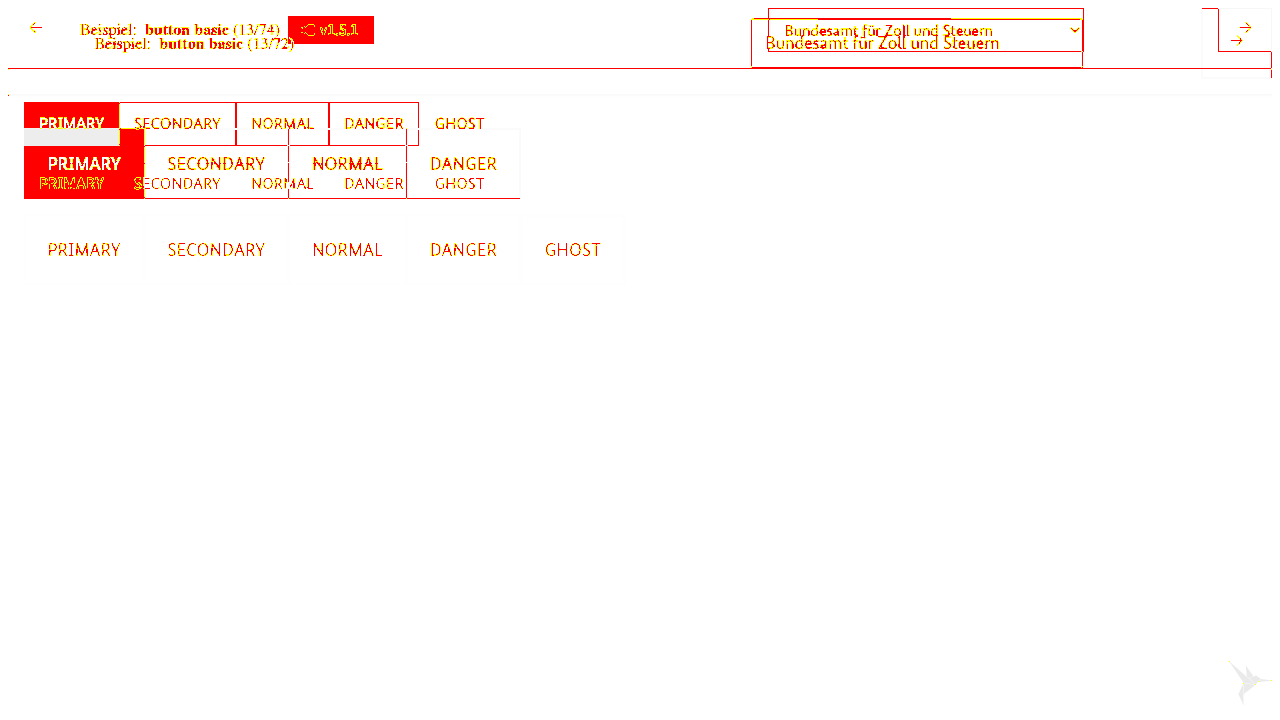 Beispiel: button basic (13/74) v1.5.1 Bundesamt für Zoll und Steuern
Beispiel: button basic (13/72) Bundesamt für Zoll und Steuern
PRIMARY SECONDARY NORMAL DANGER GHOST
PRIMARY SECONDARY NORMAL DANGER
PRIMARY SECONDARY NORMAL DANGER GHOST
PRIMARY SECONDARY NORMAL DANGER GHOST